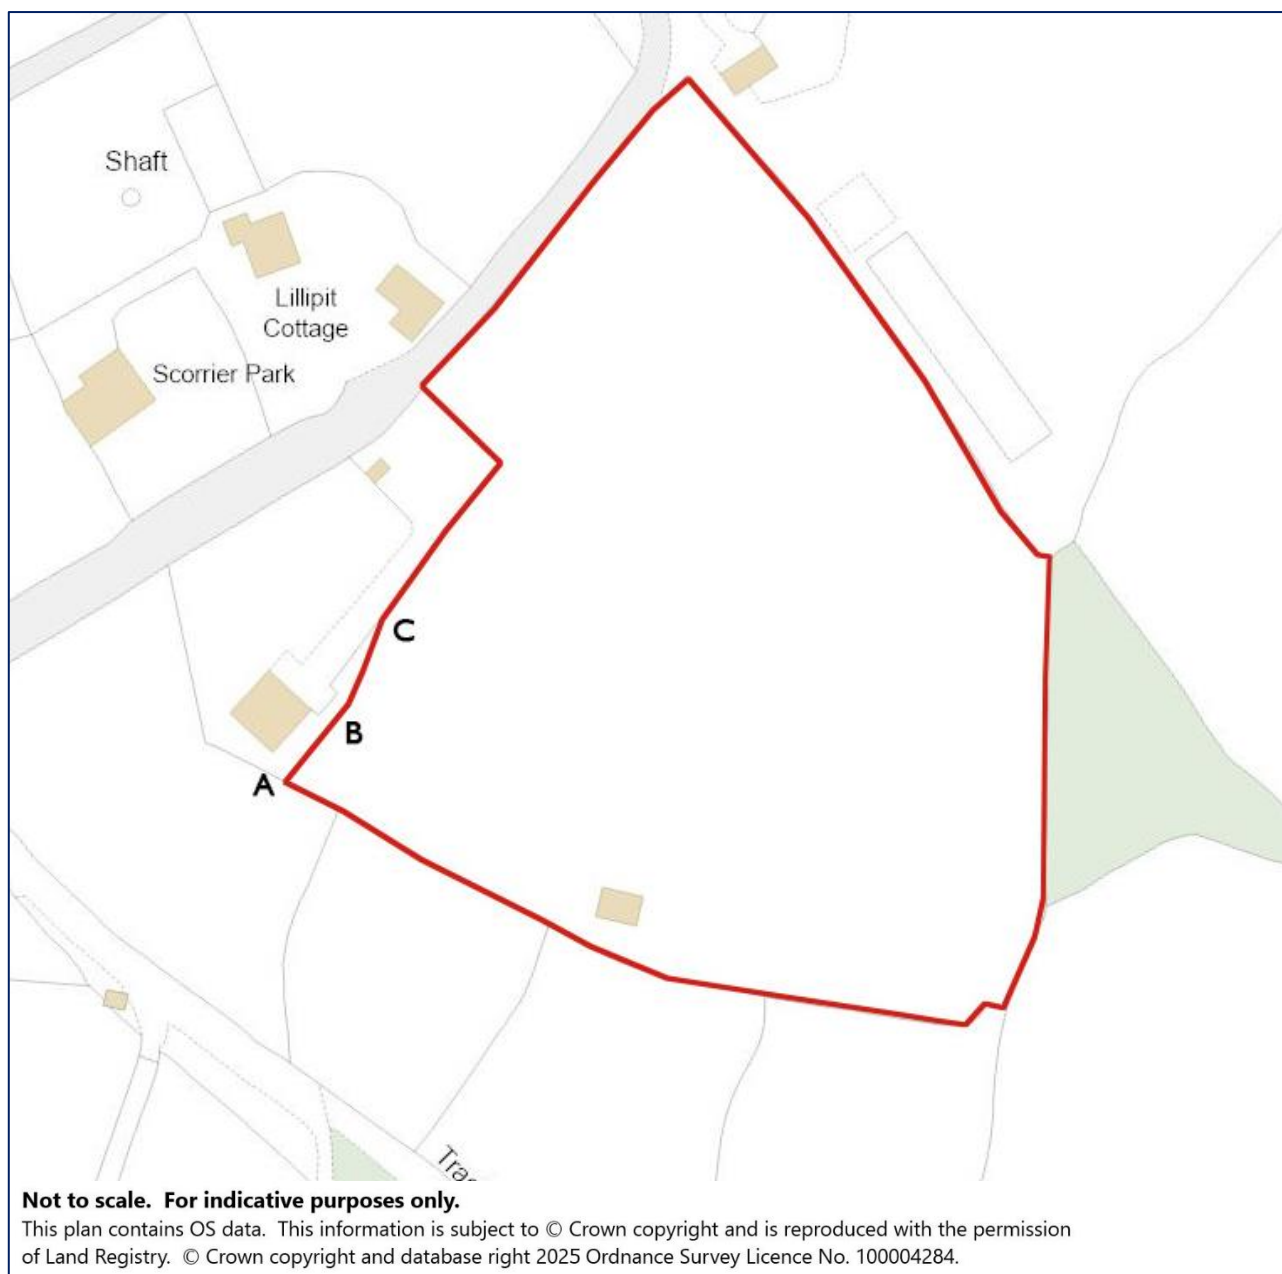 Shaft
Lillipit
Cottage
Scorrier Park
C
B
A
Not to scale.  For indicative purposes only.
This plan contains OS data.  This information is subject to © Crown copyright and is reproduced with the permission
of Land Registry.  © Crown copyright and database right 2025 Ordnance Survey Licence No. 100004284.